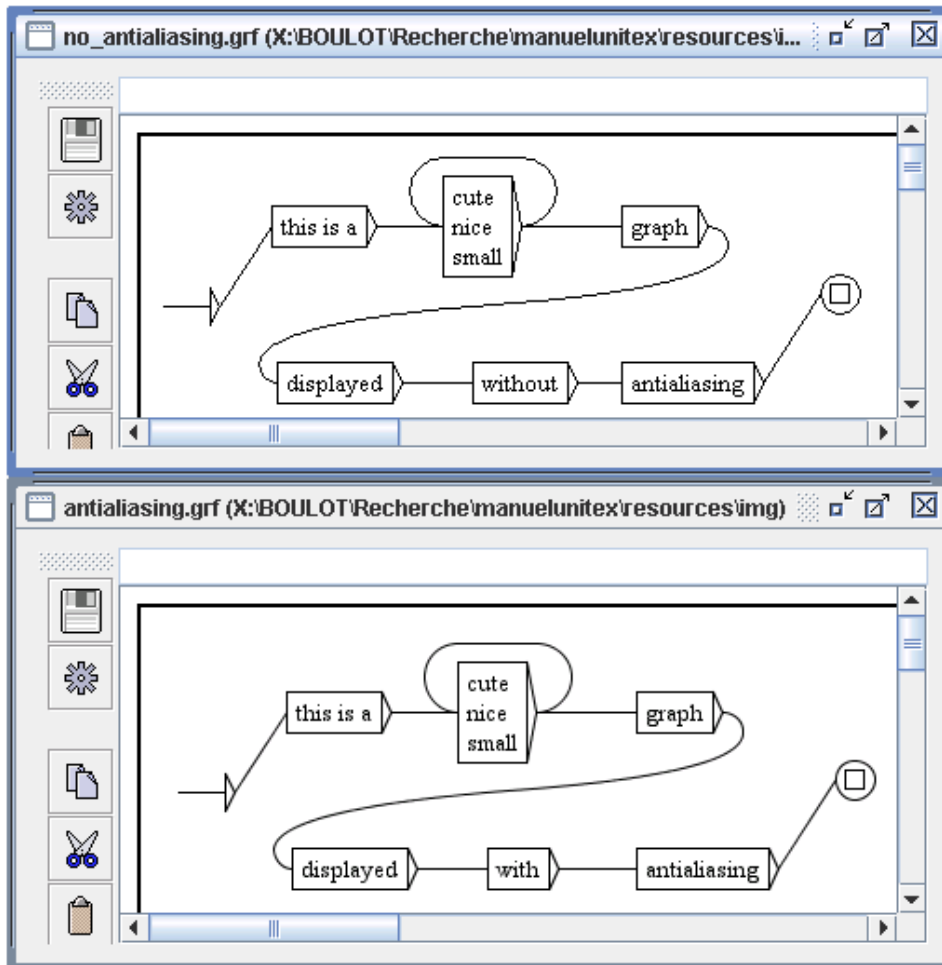 no_antialiasing.grf (X:\BOULOT\Recherche\manuelunitex\resources\i...
this is a
cute
nice
small
graph
displayed
without
antialiasing
antialiasing.grf (X:\BOULOT\Recherche\manuelunitex\resources\img)
this is a
cute
nice
small
graph
displayed
with
antialiasing